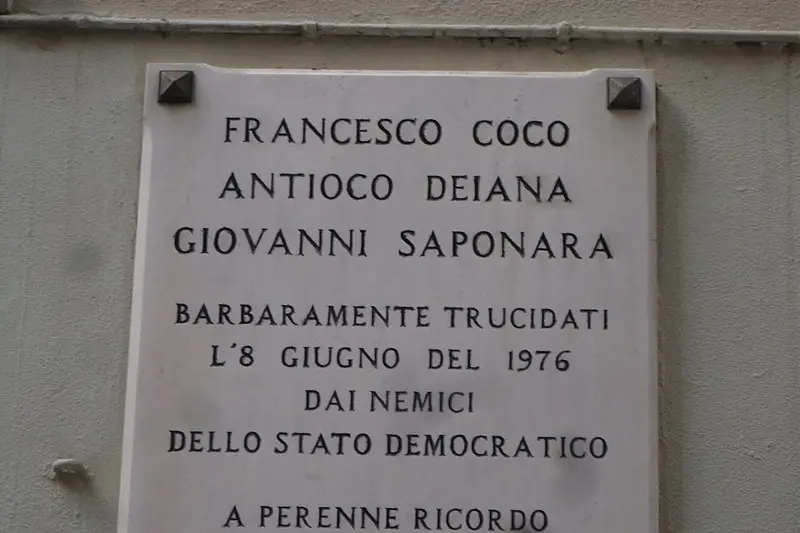 FRANCESCO COCO
ANTIOCO DEIANA
GIOVANNI SAPONARA
BARBARAMENTE TRUCIDATI
L'8 GIUGNO DEL 1976
DAI NEMICI
DELLO STATO DEMOCRATICO
A PERENNE RICORDO